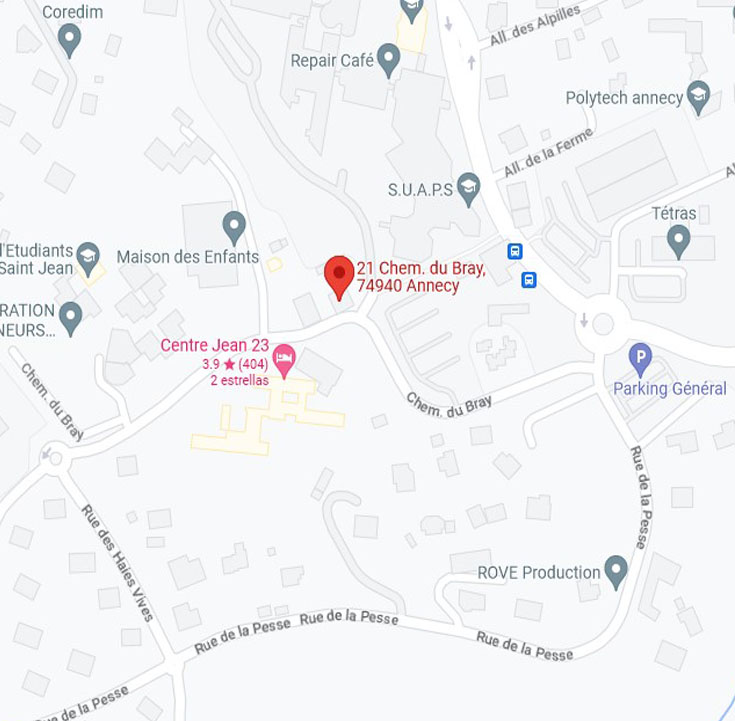 Coredim
All. des Alpilles
Repair Café
Polytech annecy
All. de la Ferme
S.U.A.P.S
Tétras
l'Etudiants
Saint Jean
Maison des Enfants
21 Chem. du Bray,
74940 Annecy
RATION
NEURS...
Centre Jean 23
3.9 ★ (404)
2 estrellas
P
Parking Général
Chem. du Bray
Chem. du Bray
Rue de la Pesse
Rue des Haies Vives
ROVE Production
Rue de la Pesse
Rue de la Pesse
Rue de la Pesse
Rue de la Pesse